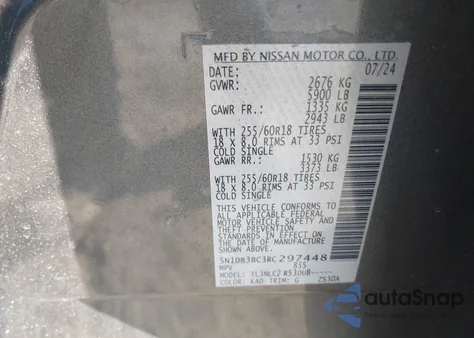 MFD BY NISSAN MOTOR CO., LTD.
DATE: 07/24
GVWR: 2676 KG
5900 LB
GAWR FR.: 1335 KG
2943 LB
WITH 255/60R18 TIRES
18 X 8.0 RIMS AT 33 PSI
COLD SINGLE
GAWR RR.: 1530 KG
3373 LB
WITH 255/60R18 TIRES
18 X 8.0 RIMS AT 33 PSI
COLD SINGLE
THIS VEHICLE CONFORMS TO
ALL APPLICABLE FEDERAL
MOTOR VEHICLE SAFETY
STANDARDS IN EFFECT ON
THE DATE OF MANUFACTURE
SHOWN ABOVE
5N1DR3BC3RC297448
MPV 855
MODEL:
COLOR: KAD TRIM: G 2530A
autoSnap